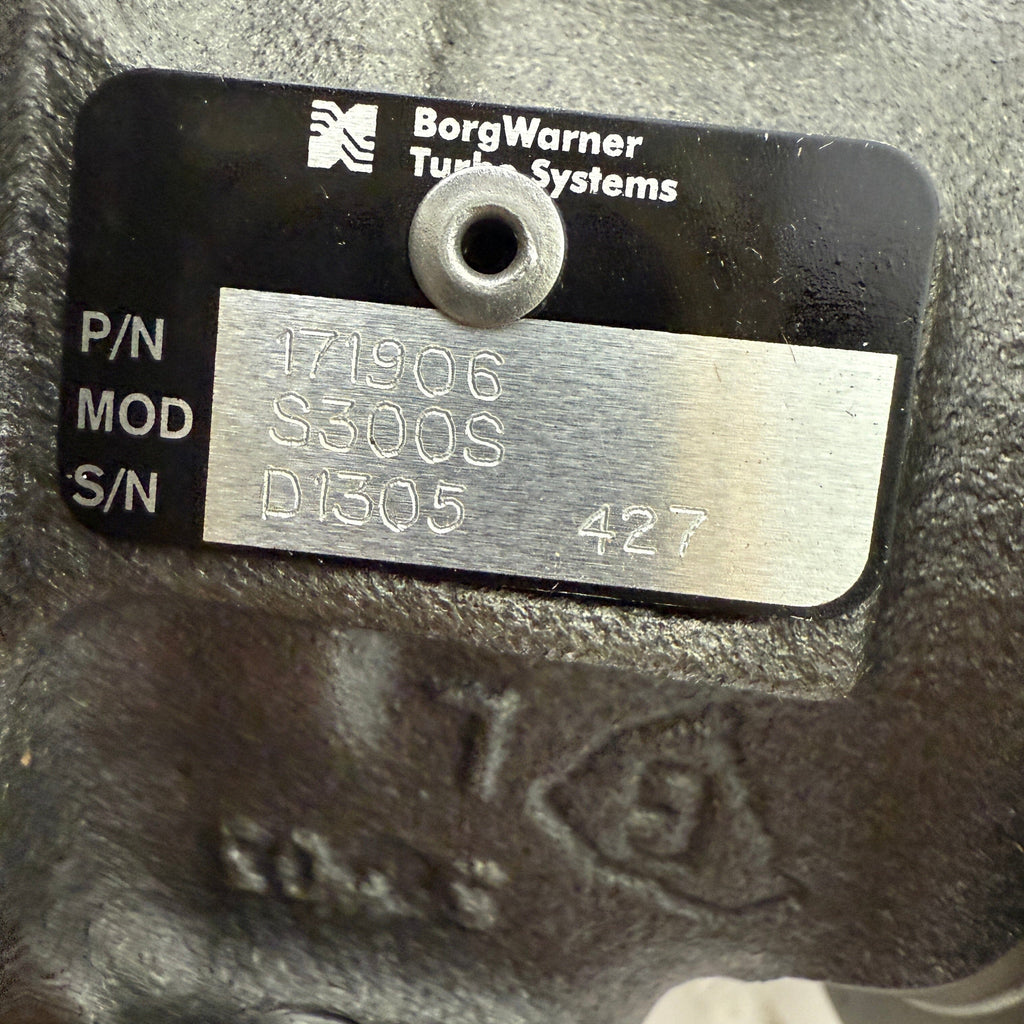 BorgWarner
Turbo Systems
P/N 171906
MOD S300S
S/N D1305 427